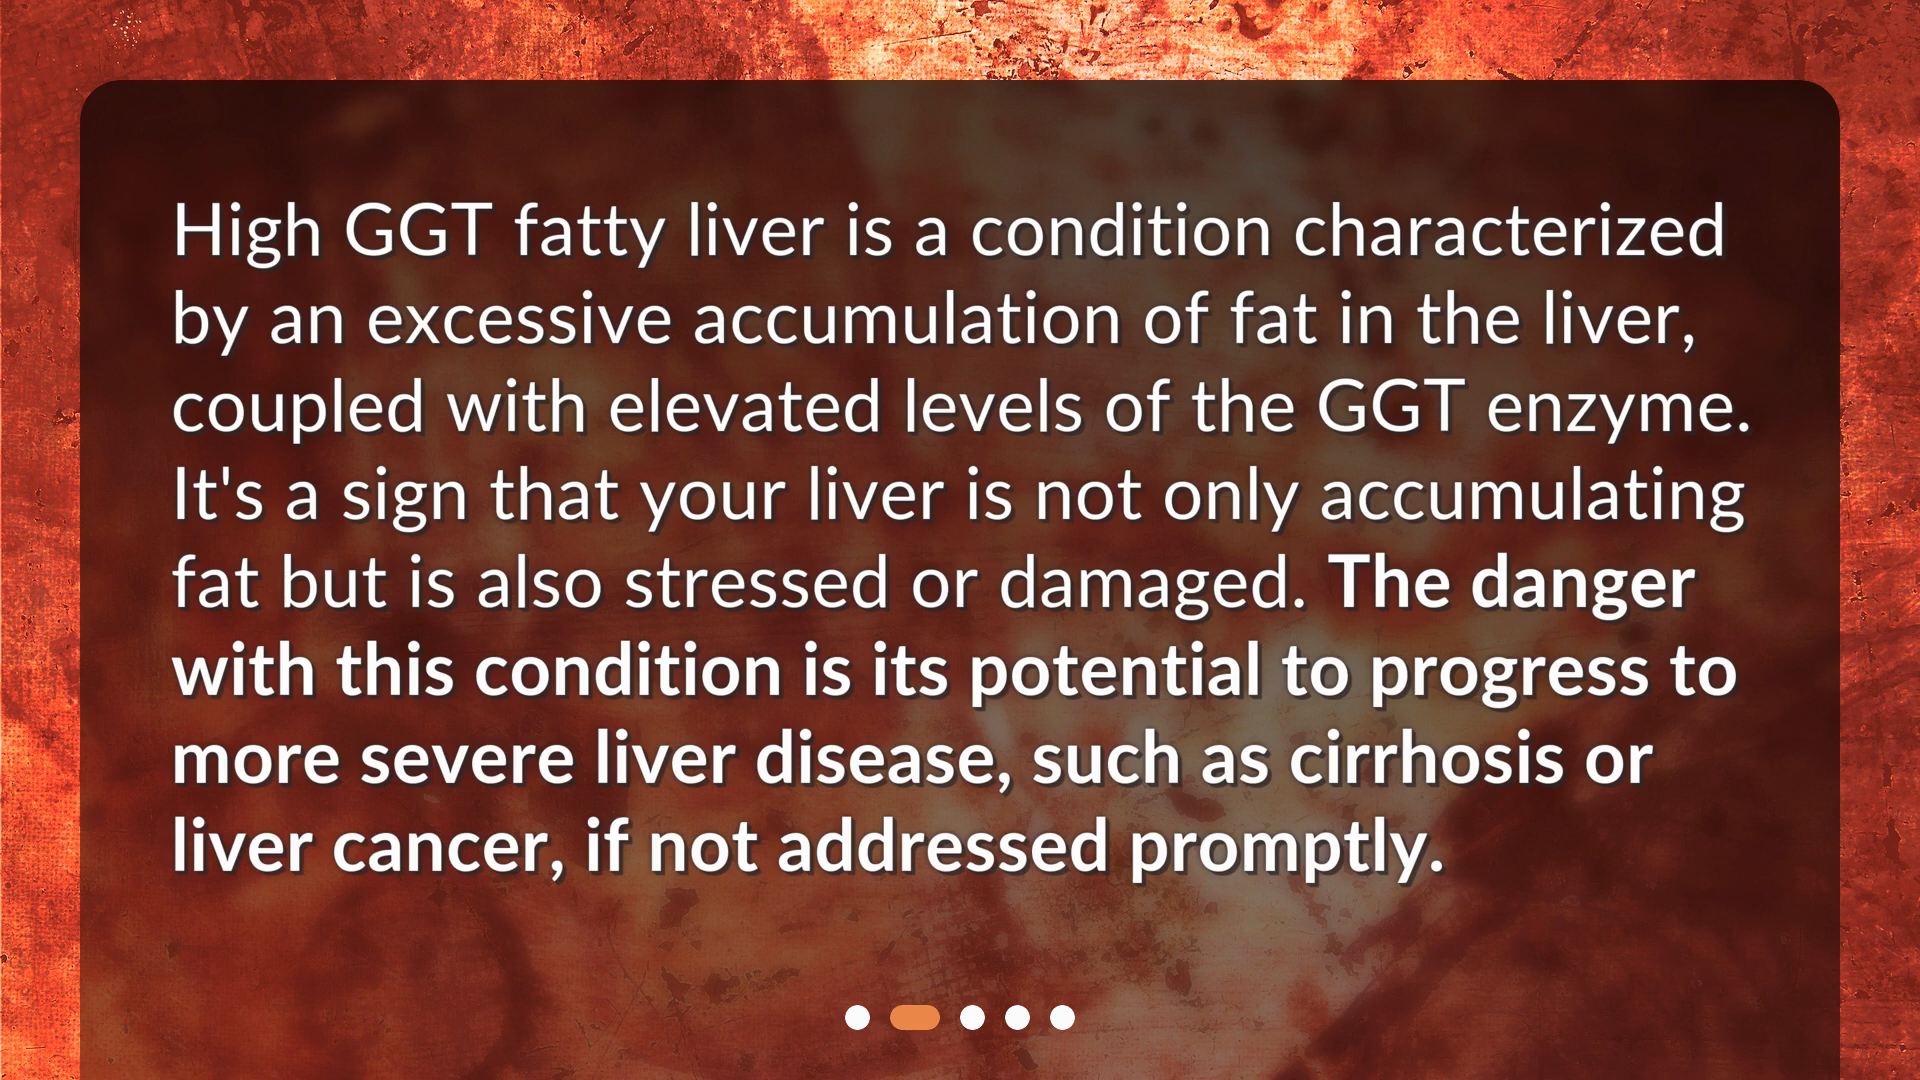 High GGT fatty liver is a condition characterized
by an excessive accumulation of fat in the liver,
coupled with elevated levels of the GGT enzyme.
It's a sign that your liver is not only accumulating
fat but is also stressed or damaged. The danger
with this condition is its potential to progress to
more severe liver disease, such as cirrhosis or
liver cancer, if not addressed promptly.